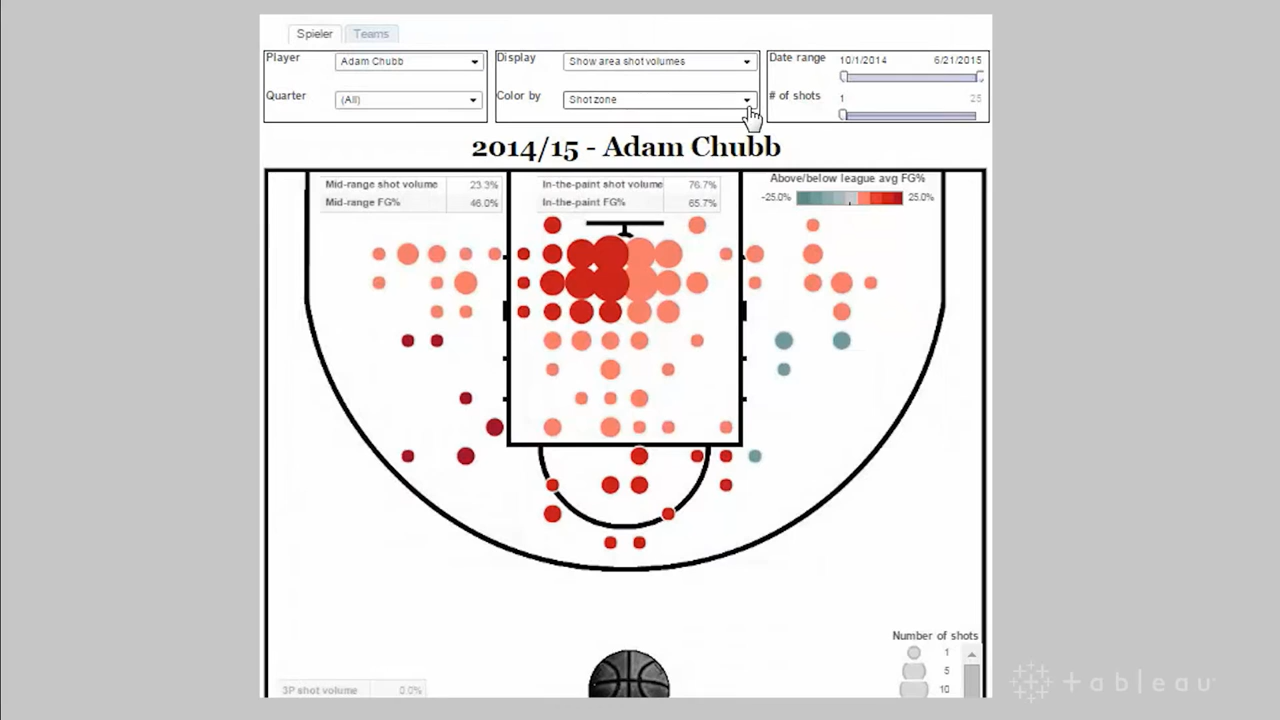 Spieler Teams
Player Adam Chubb
Quarter (All)
Display Show area shot volumes
Color by Shot zone
Date range 10/1/2014 6/21/2015
# of shots 1 25
2014/15 - Adam Chubb
Mid-range shot volume 23.3%
Mid-range FG% 46.0%
In-the-paint shot volume 76.7%
In-the-paint FG% 65.7%
Above/below league avg FG%
-25.0% 25.0%
Number of shots
1
5
10
3P shot volume 0.0%
+ableau